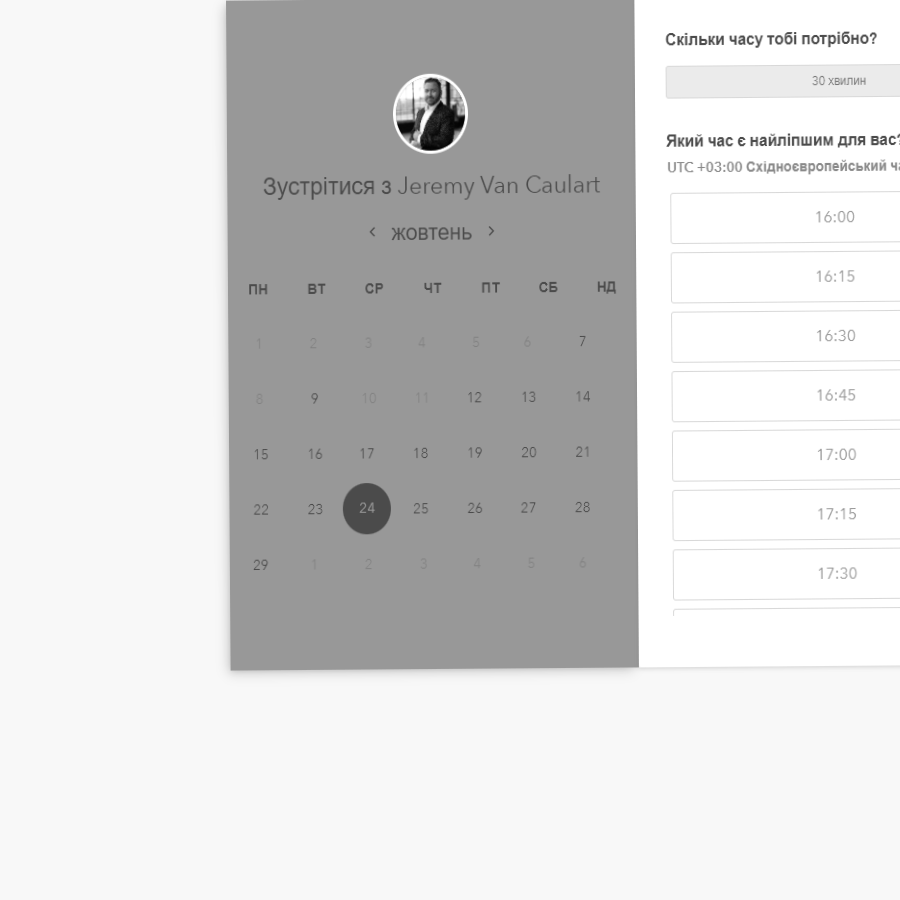 Зустрітися з Jeremy Van Caulart
жовтень
ПН ВТ СР ЧТ ПТ СБ НД
1 2 3 4 5 6 7
8 9 10 11 12 13 14
15 16 17 18 19 20 21
22 23 24 25 26 27 28
29 1 2 3 4 5 6
Скільки часу тобі потрібно?
30 хвилин
Який час є найліпшим для вас?
UTC +03:00 Східноєвропейський
16:00
16:15
16:30
16:45
17:00
17:15
17:30